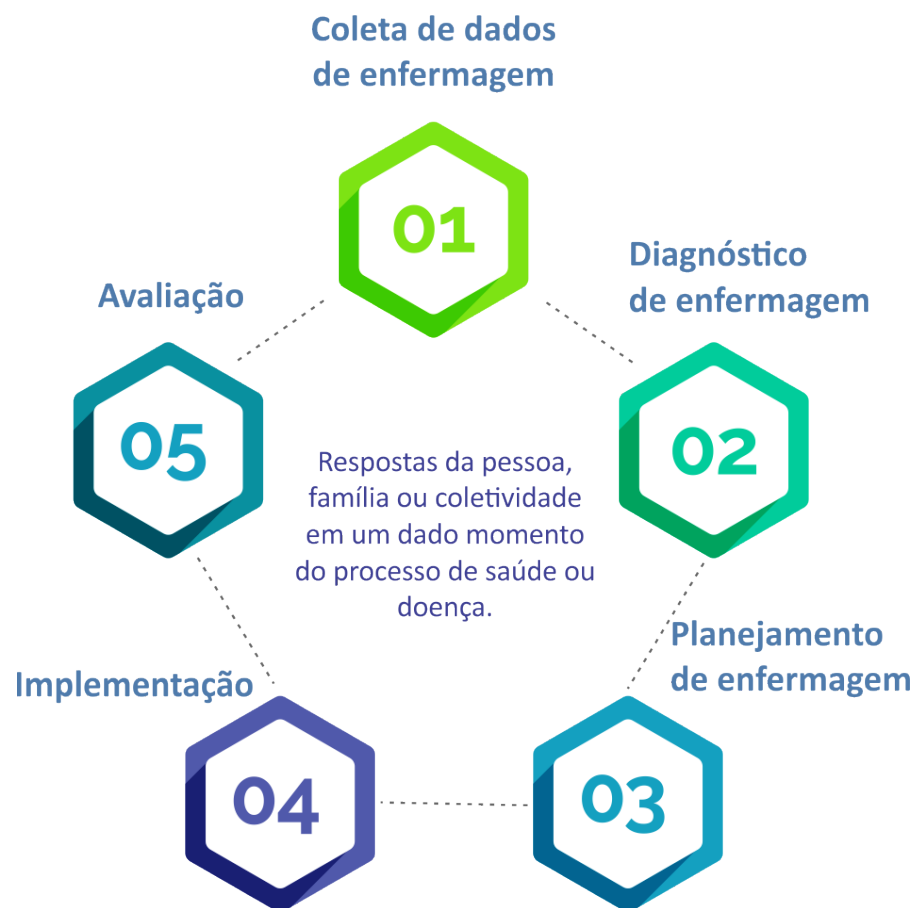 Coleta de dados
de enfermagem
01
Diagnóstico
de enfermagem
02
Planejamento
de enfermagem
03
Implementação
04
Avaliação
05
Respostas da pessoa,
família ou coletividade
em um dado momento
do processo de saúde ou
doença.